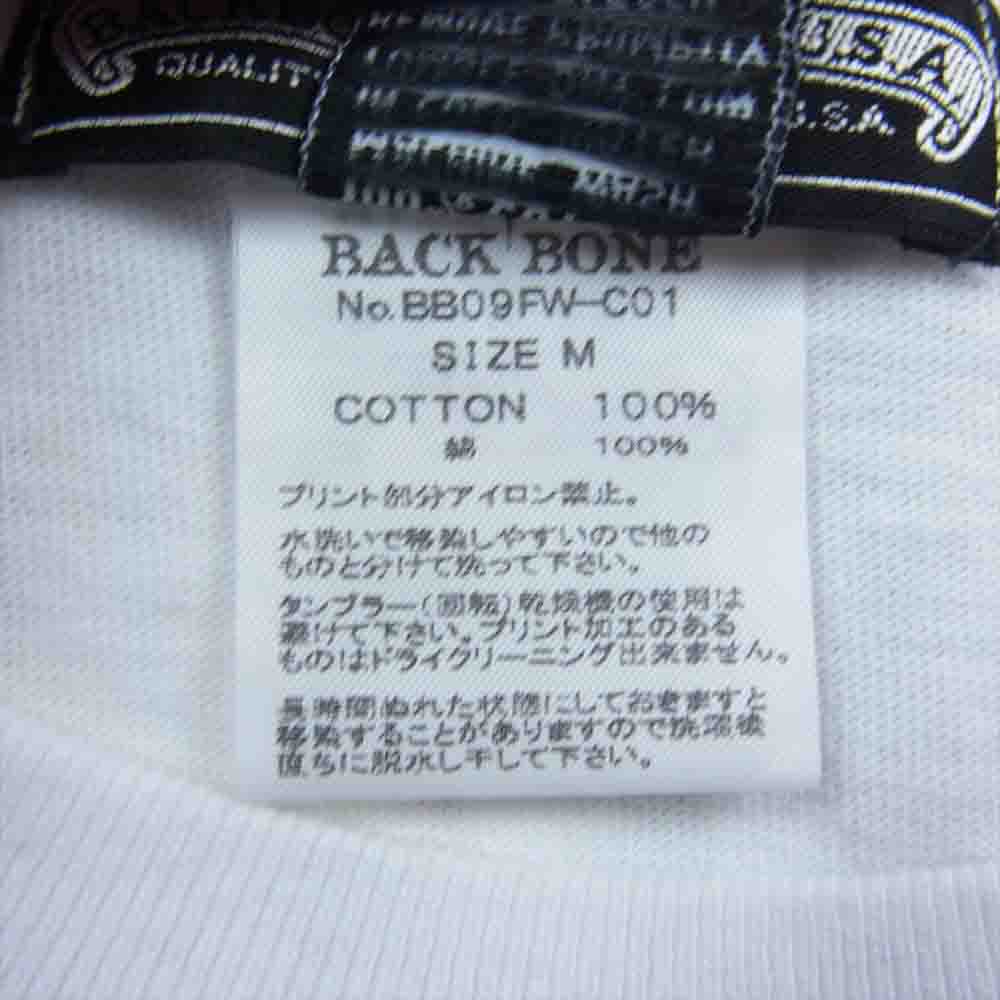 QUALIT
S.A.
BACK BONE
No.BB09FW-C01
SIZE M
COTTON 100%
綿 100%
プリント部分アイロン禁止。
水洗いで移染しやすいので他の
ものと分けて洗って下さい。
タンブラー(回転)乾燥機の使用は
避けて下さい。プリント加工のある
ものはドライクリーニング出来ません。
長時間ぬれた状態にしておきますと
移染することがありますので洗濯後
直ちに脱水し干して下さい。